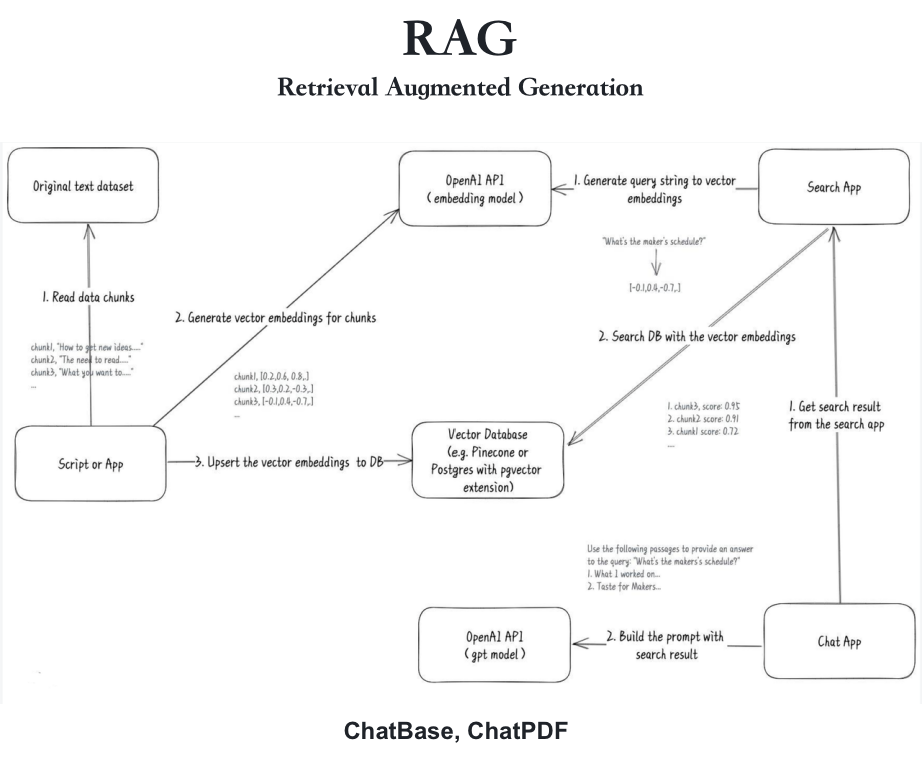 RAG
Retrieval Augmented Generation
Original text dataset
OpenAI API
(embedding model)
1. Generate query string to vector
embeddings
Search App
"What's the maker's schedule?"
[-0.1,0.4,-0.7,.]
1. Read data chunks
2. Generate vector embeddings for chunks
chunk1, "How to get new ideas....."
chunk2, "The need to read....."
chunk3, "What you want to....."
...
chunk1, [0.2,0.6, 0.8,.]
chunk2, [0.3,0.2,-0.3,.]
chunk3, [-0.1,0.4,-0.7,.]
...
2. Search DB with the vector embeddings
1. chunk3, score: 0.95
2. chunk2 score: 0.91
3. chunk1 score: 0.72
....
1. Get search result
from the search app
Script or App
3. Upsert the vector embeddings to DB
Vector Database
(e.g. Pinecone or
Postgres with pgvector
extension)
Use the following passages to provide an answer
to the query: "What's the makers's schedule?"
1. What I worked on...
2. Taste for Makers...
OpenAI API
(gpt model)
2. Build the prompt with
search result
Chat App
ChatBase, ChatPDF